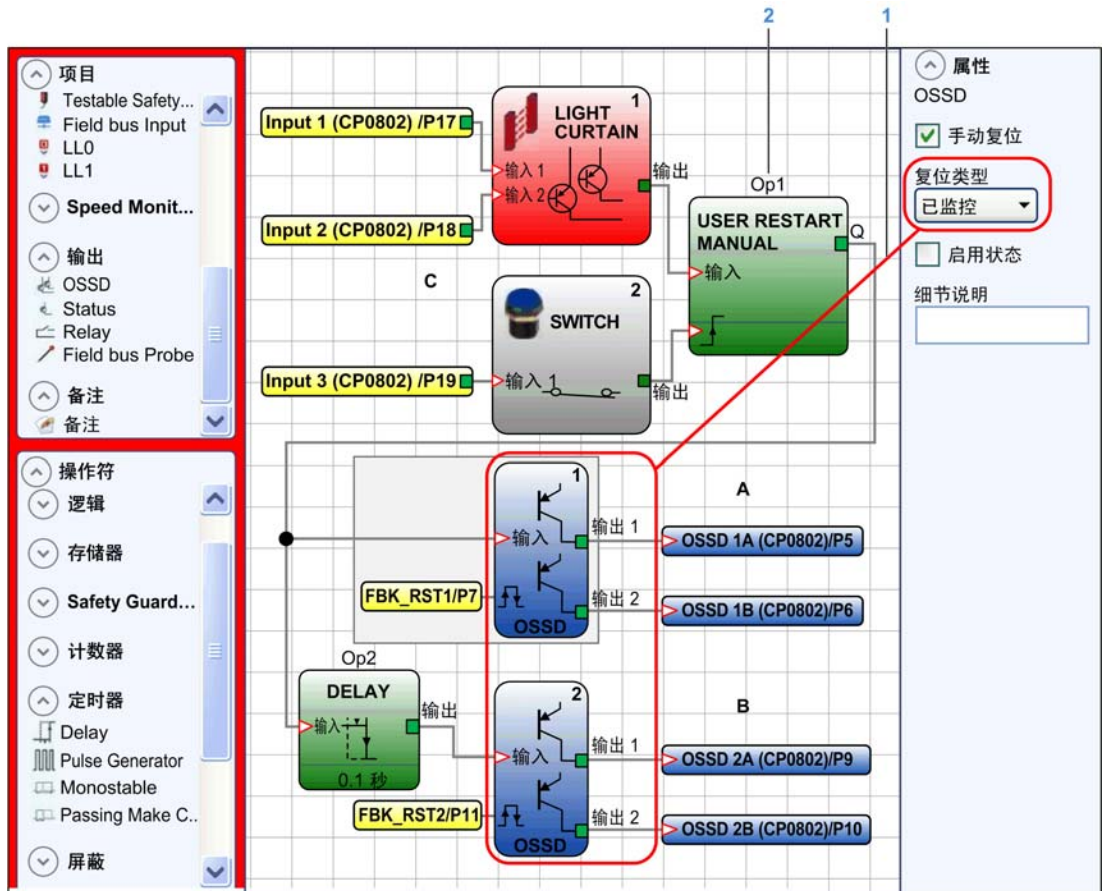 2
1
项目
Testable Safety...
Field bus Input
LL0
LL1
Speed Monit...
输出
OSSD
Status
Relay
Field bus Probe
备注
备注
操作符
逻辑
存储器
Safety Guard...
计数器
定时器
Delay
Pulse Generator
Monostable
Passing Make C..
屏蔽
Input 1 (CP0802) /P17
Input 2 (CP0802) /P18
1
LIGHT
CURTAIN
输入 1
输入 2
输出
C
Input 3 (CP0802) /P19
2
SWITCH
输入 1
输出
Op1
USER RESTART
MANUAL
Q
输入
A
1
输入
输出 1
输出 2
OSSD
FBK_RST1/P7
OSSD 1A (CP0802)/P5
OSSD 1B (CP0802)/P6
Op2
DELAY
输入
输出
0.1 秒
B
2
输入
输出 1
输出 2
OSSD
FBK_RST2/P11
OSSD 2A (CP0802)/P9
OSSD 2B (CP0802)/P10
属性
OSSD
手动复位
复位类型
已监控
启用状态
细节说明